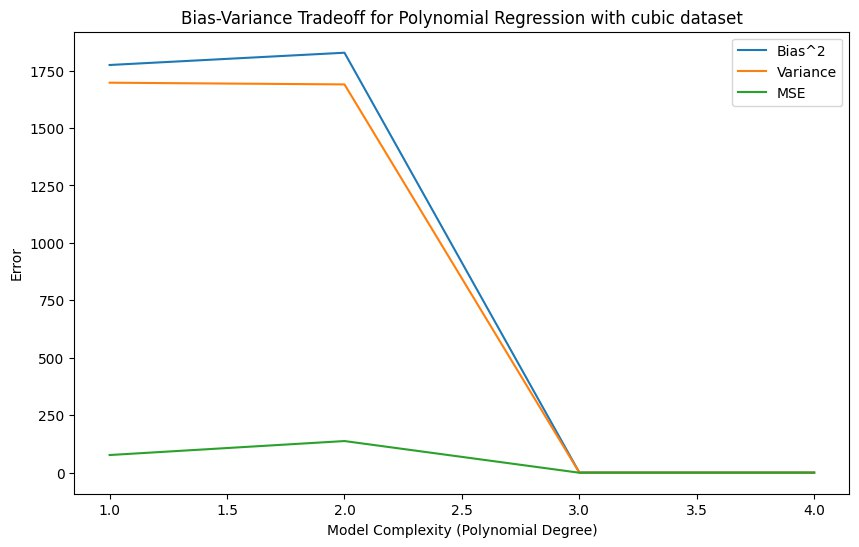 Bias-Variance Tradeoff for Polynomial Regression with cubic dataset
Bias^2
Variance
MSE
1750
1500
1250
1000
750
500
250
0
Error
1.0 1.5 2.0 2.5 3.0 3.5 4.0
Model Complexity (Polynomial Degree)